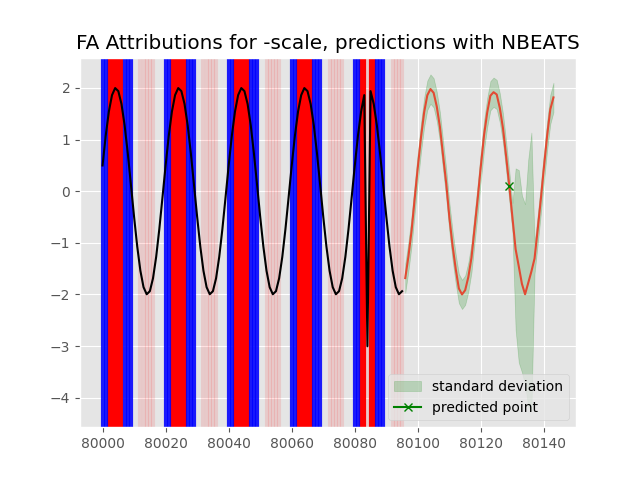 FA Attributions for -scale, predictions with NBEATS
2
1
0
−1
−2
−3
−4
standard deviation
predicted point
80000 80020 80040 80060 80080 80100 80120 80140